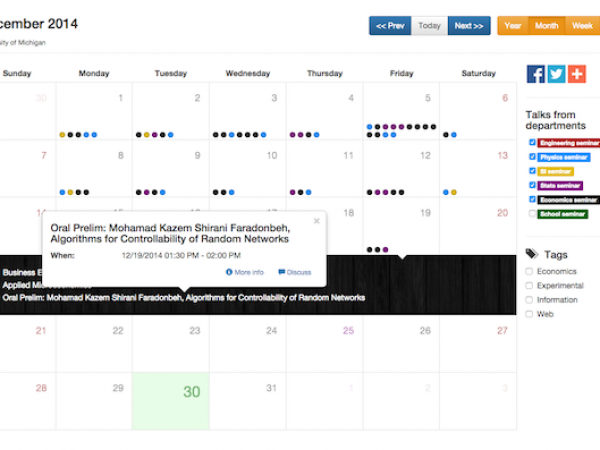 cember 2014
sity of Michigan
<< Prev Today Next >> Year Month Week
Sunday Monday Tuesday Wednesday Thursday Friday Saturday
30 1 2 3 4 5 6
7 8 9 10 11 12 13
14 18 19 20
Oral Prelim: Mohamad Kazem Shirani Faradonbeh,
Algorithms for Controllability of Random Networks
×
When: 12/19/2014 01:30 PM - 02:00 PM
More info Discuss
Business E
Applied Mi
Oral Prelim: Mohamad Kazem Shirani Faradonbeh, Algorithms for Controllability of Random Networks
21 22 23 24 25 26 27
28 29 30 31 1 2 3
Talks from
departments
Engineering seminar
Physics seminar
SI seminar
Stats seminar
Economics seminar
School seminar
Tags
Economics
Experimental
Information
Web